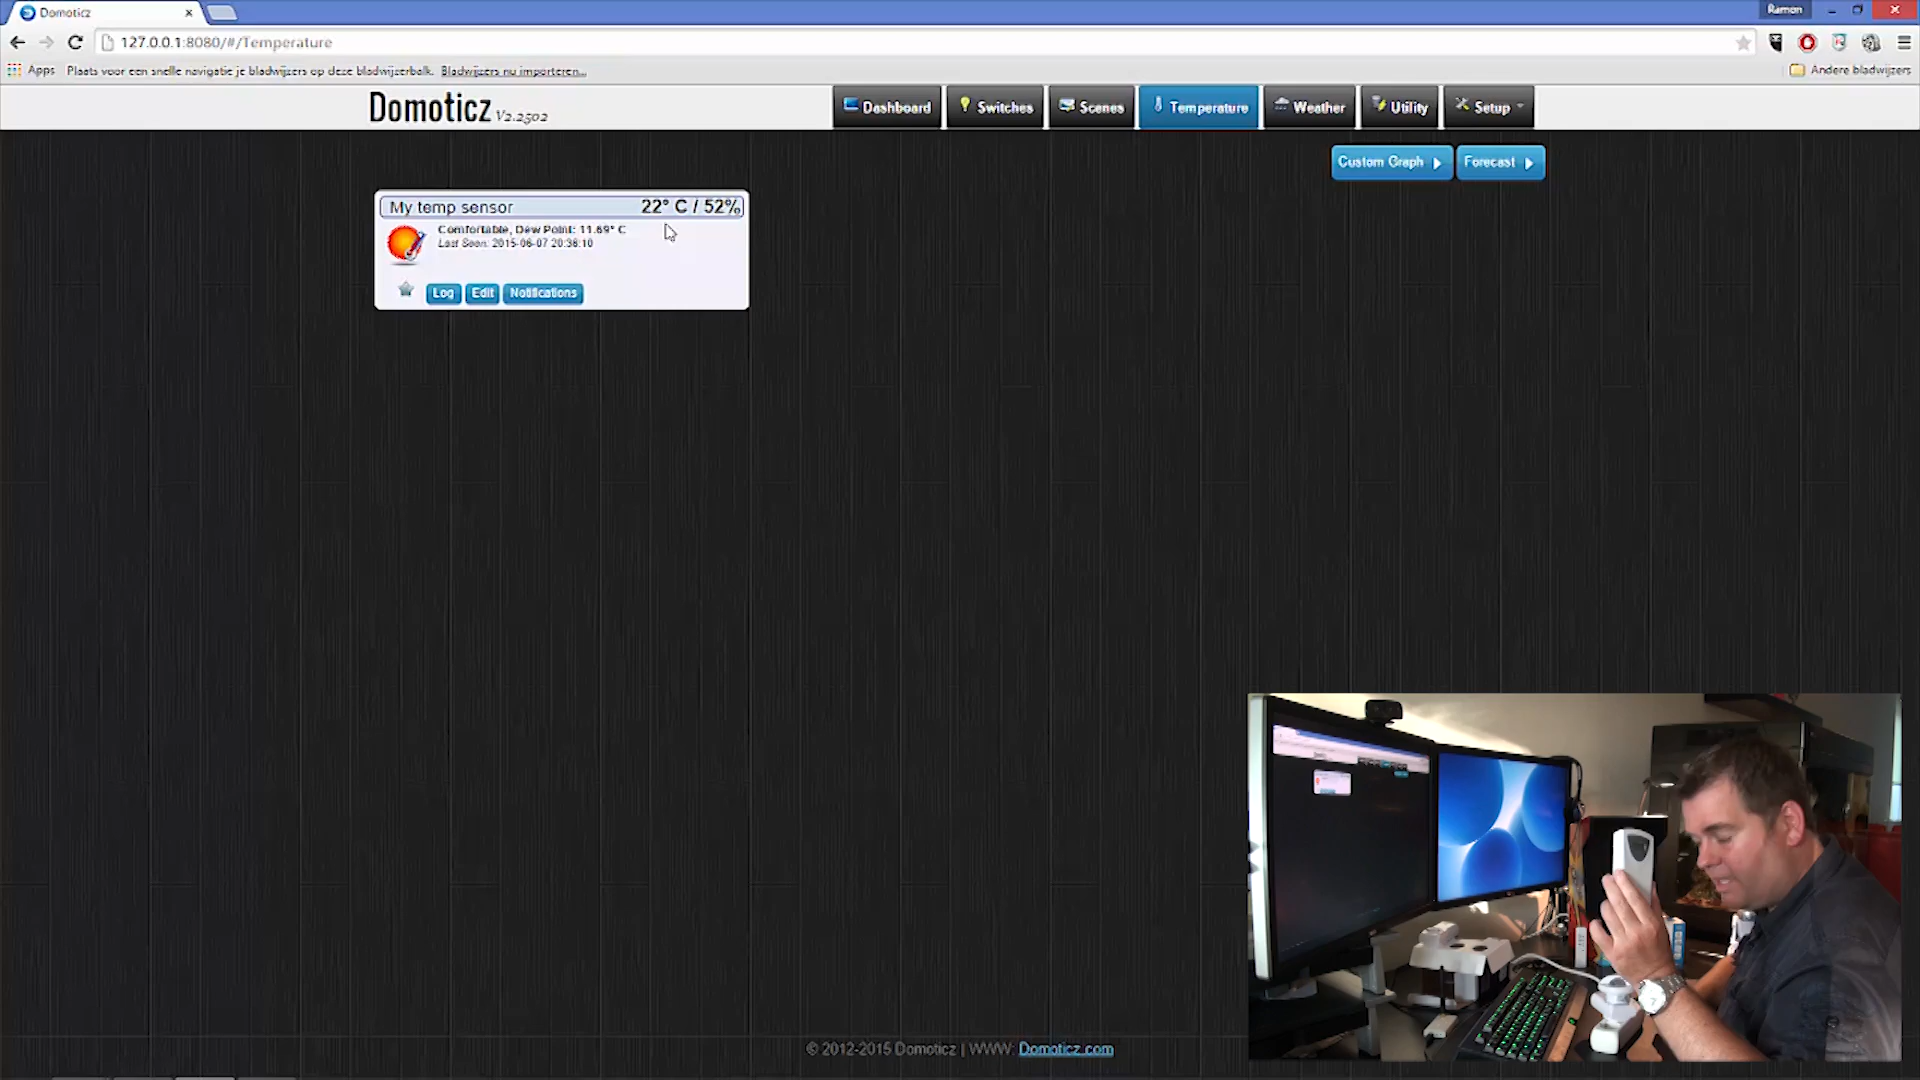 Domoticz
Ramon
127.0.0.1:8080/#/Temperature
Apps Plaats voor een snelle navigatie je bladwijzers op deze bladwijzerbalk. Bladwijzers nu importeren... Andere bladwijzers
Domoticz V2.2502
Dashboard Switches Scenes Temperature Weather Utility Setup
Custom Graph Forecast
My temp sensor 22° C / 52%
Comfortable, Dew Point: 11.69° C
Last Seen: 2015-06-07 20:38:10
Log Edit Notifications
© 2012-2015 Domoticz | WWW: Domoticz.com